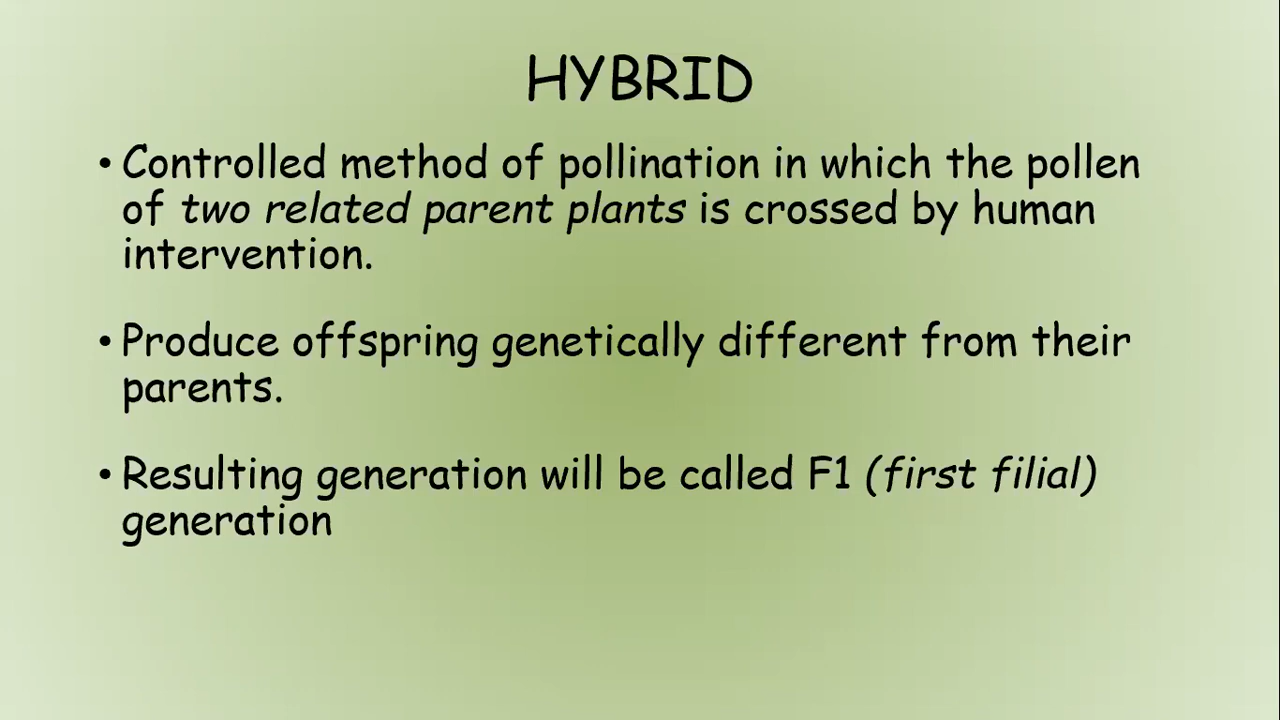 HYBRID
• Controlled method of pollination in which the pollen
of two related parent plants is crossed by human
intervention.
• Produce offspring genetically different from their
parents.
• Resulting generation will be called F1 (first filial)
generation